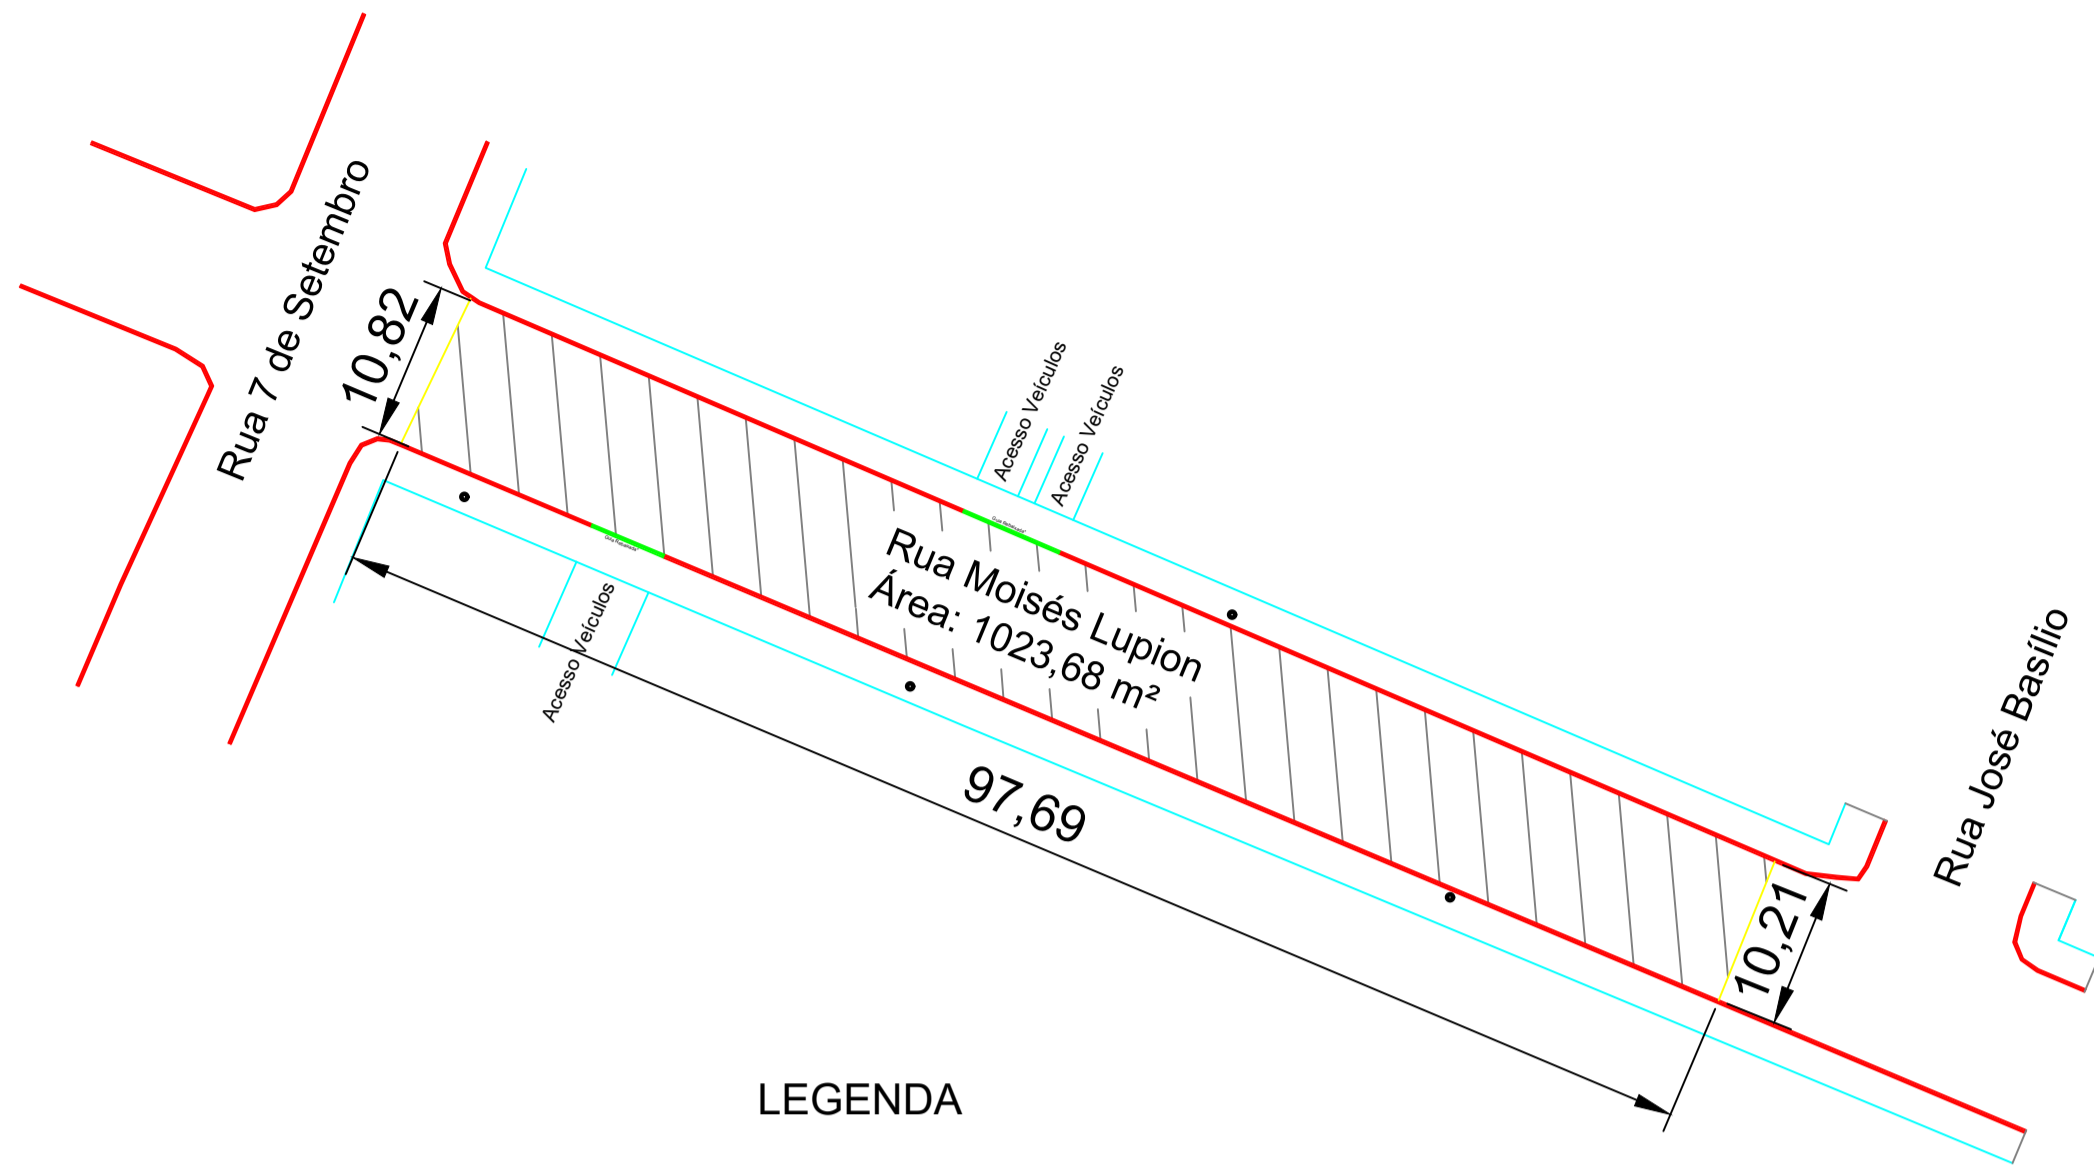 Rua 7 de Setembro
10,82
Acesso Veículos
Acesso Veículos
Rua Moisés Lupion
Área: 1023,68 m²
Acesso Veículos
97,69
10,21
Rua José Basílio
LEGENDA